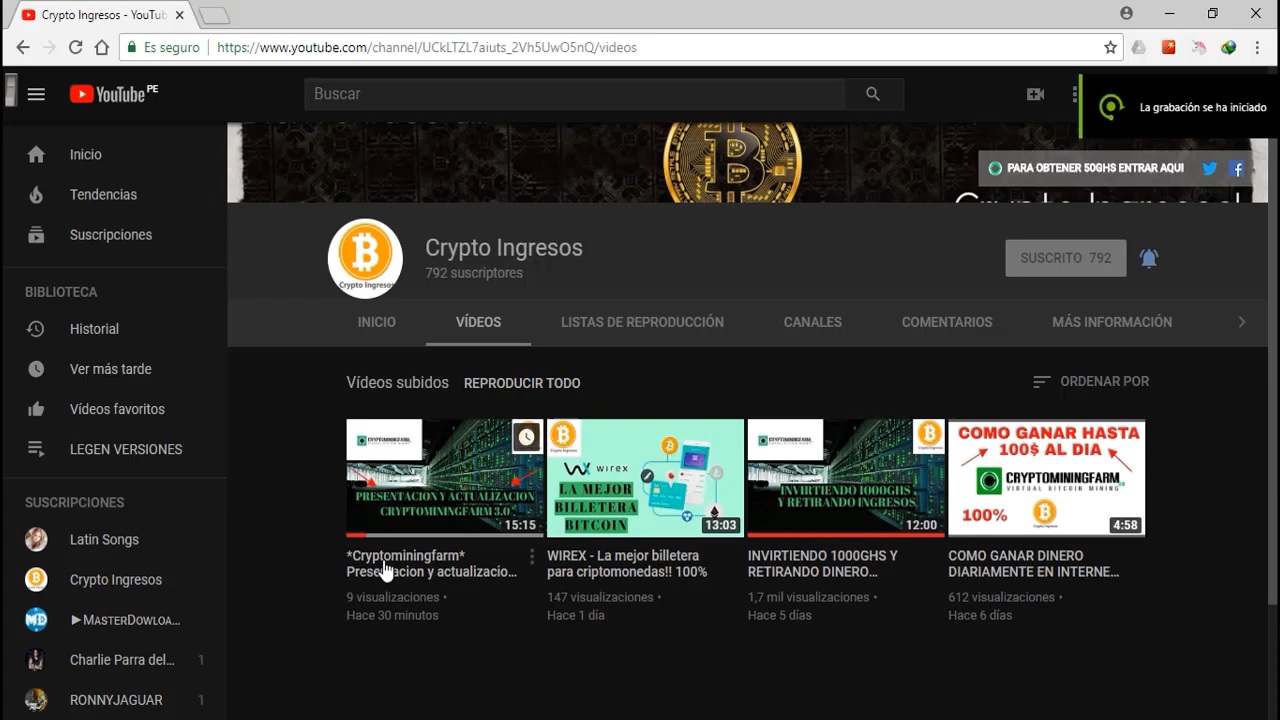 Crypto Ingresos - YouTub
Es seguro
https://www.youtube.com/channel/UCkLTZL7aiuts_2Vh5UwO5nQ/videos
YouTube PE
Buscar
La grabación se ha iniciado
PARA OBTENER 50GHS ENTRAR AQUI
Inicio
Tendencias
Suscripciones
BIBLIOTECA
Historial
Ver más tarde
Vídeos favoritos
LEGEN VERSIONES
SUSCRIPCIONES
Latin Songs
Crypto Ingresos
►MASTERDOWLOA...
Charlie Parra del... 1
RONNYJAGUAR 1
Crypto Ingresos
Crypto Ingresos
792 suscriptores
SUSCRITO 792
INICIO
VÍDEOS
LISTAS DE REPRODUCCIÓN
CANALES
COMENTARIOS
MÁS INFORMACIÓN
Vídeos subidos
REPRODUCIR TODO
ORDENAR POR
CRYPTOMININGFARM
PRESENTACION Y ACTUALIZACION
CRYPTOMININGFARM 3.0
15:15
*Cryptominingfarm*
Presentacion y actualizacio...
9 visualizaciones •
Hace 30 minutos
wirex
LA MEJOR
BILLETERA
BITCOIN
13:03
WIREX - La mejor billetera
para criptomonedas!! 100%
147 visualizaciones •
Hace 1 día
CRYPTOMININGFARM
INVIRTIENDO 1000GHS
Y RETIRANDO INGRESOS
12:00
INVIRTIENDO 1000GHS Y
RETIRANDO DINERO...
1,7 mil visualizaciones •
Hace 5 días
COMO GANAR HASTA
100$ AL DIA
CRYPTOMININGFARM
VIRTUAL BITCOIN MINING
100%
4:58
COMO GANAR DINERO
DIARIAMENTE EN INTERNE...
612 visualizaciones •
Hace 6 días